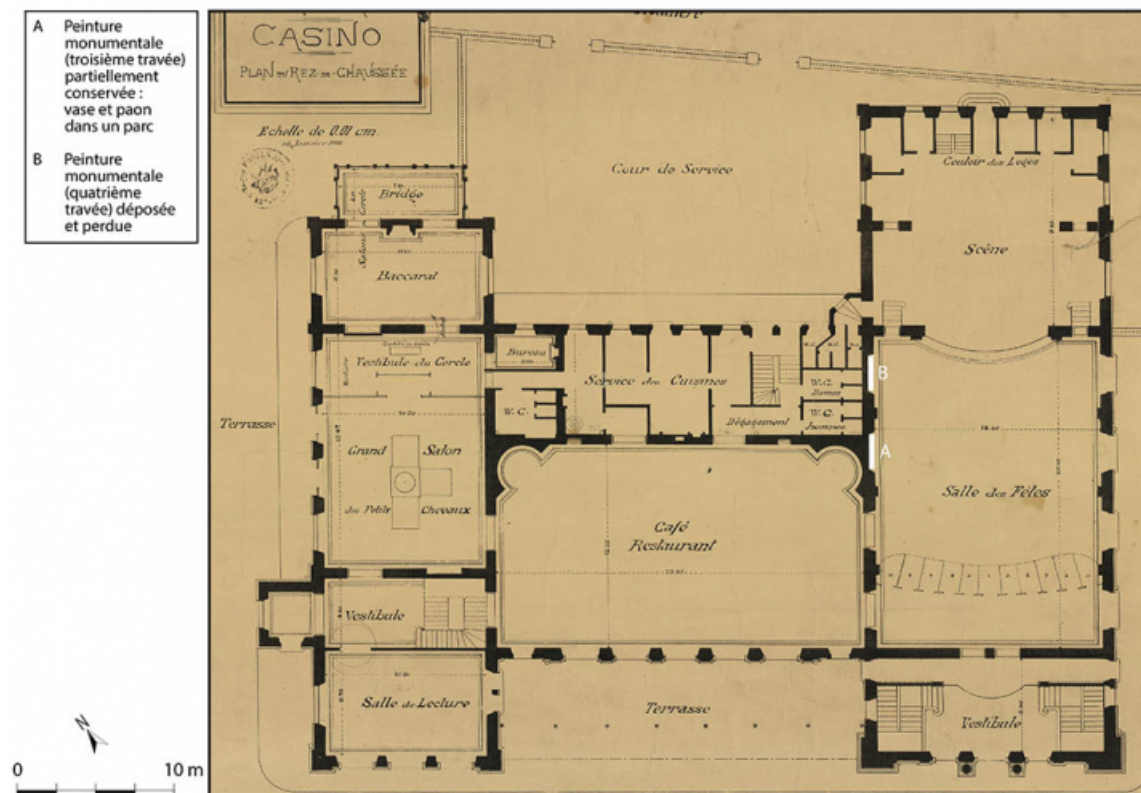 A Peinture
monumentale
(troisième travée)
partiellement
conservée :
vase et paon
dans un parc
B Peinture
monumentale
(quatrième
travée) déposée
et perdue
CASINO
PLAN DU REZ-DE-CHAUSSÉE
Echelle de 0.01 cm.
Cour de Service
Couloir des Loges
Bridge
Salons Cercle
Baccarat
Scène
Vestibule du Cercle
Bureau
W.C.
Service des Cuisines
Dégagement
W.C.
Dames
W.C.
hommes
B
A
Terrasse
Grand Salon
des Petits Chevaux
Café
Restaurant
Salle des Fêtes
Vestibule
Salle de Lecture
Terrasse
Vestibule
N
0 10 m